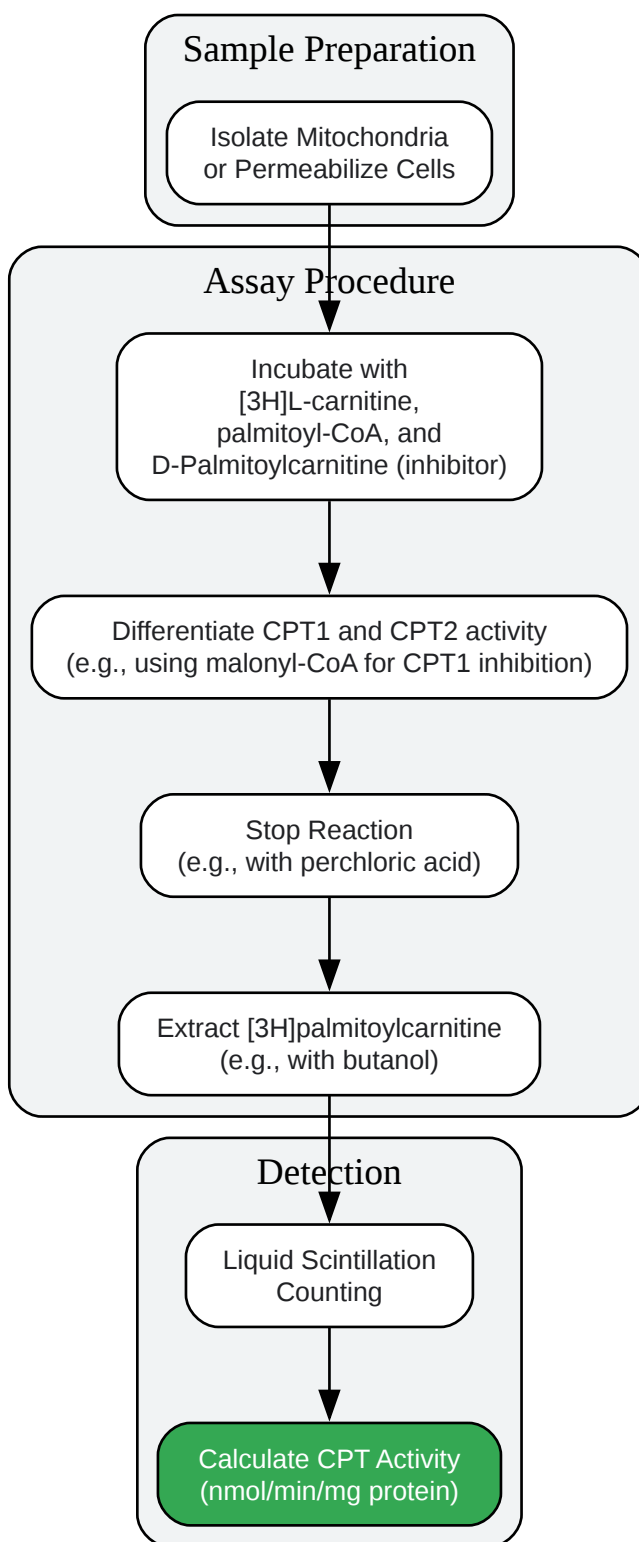 Sample Preparation
Isolate Mitochondria
or Permeabilize Cells
Assay Procedure
Incubate with
[3H]L-carnitine,
palmitoyl-CoA, and
D-Palmitoylcarnitine (inhibitor)
Differentiate CPT1 and CPT2 activity
(e.g., using malonyl-CoA for CPT1 inhibition)
Stop Reaction
(e.g., with perchloric acid)
Extract [3H]palmitoylcarnitine
(e.g., with butanol)
Detection
Liquid Scintillation
Counting
Calculate CPT Activity
(nmol/min/mg protein)